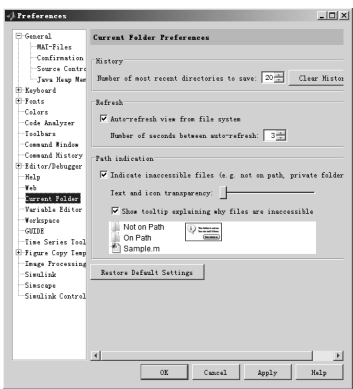 Preferences
General
MAT-Files
Confirmation
Source Contro
Java Heap Mem
Keyboard
Fonts
Colors
Code Analyzer
Toolbars
Command Window
Command History
Editor/Debugger
Help
Web
Current Folder
Variable Editor
Workspace
GUIDE
Time Series Tool
Figure Copy Temp
Image Processing
Simulink
Simscape
Simulink Control
Current Folder Preferences
History
Number of most recent directories to save: 20 Clear Histor
Refresh
Auto-refresh view from file system
Number of seconds between auto-refresh: 3
Path indication
Indicate inaccessible files (e.g. not on path, private folder
Text and icon transparency:
Show tooltip explaining why files are inaccessible
Not on Path
On Path
Sample.m
Restore Default Settings
OK Cancel Apply Help